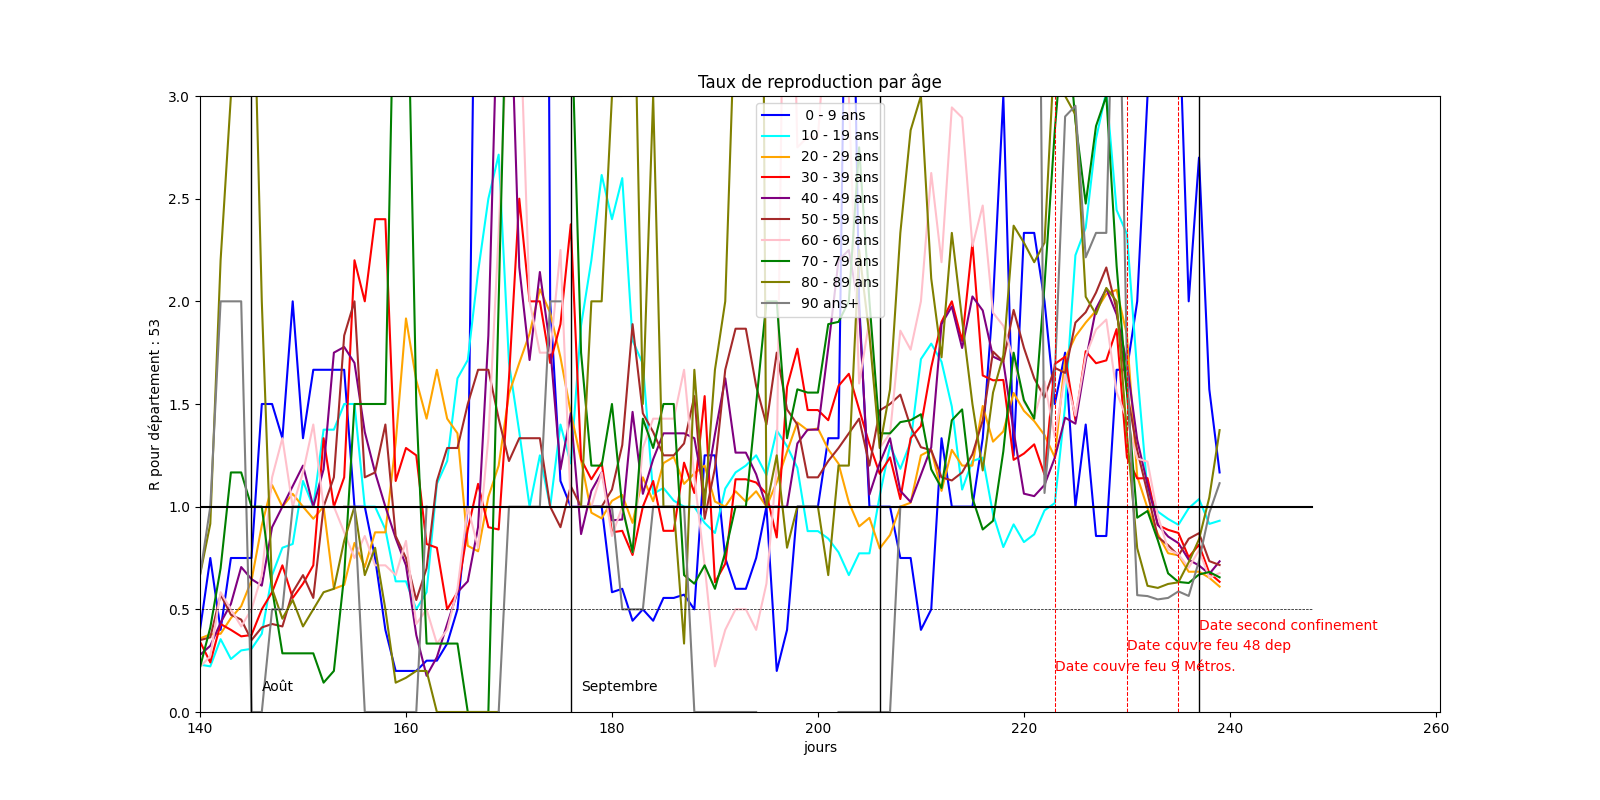 Taux de reproduction par âge
3.0
2.5
2.0
1.5
1.0
0.5
0.0
R pour département : 53
0 - 9 ans
10 - 19 ans
20 - 29 ans
30 - 39 ans
40 - 49 ans
50 - 59 ans
60 - 69 ans
70 - 79 ans
80 - 89 ans
90 ans+
Date second confinement
Date couvre feu 48 dep
Date couvre feu 9 Métros.
Août
Septembre
140
160
180
200
220
240
260
jours